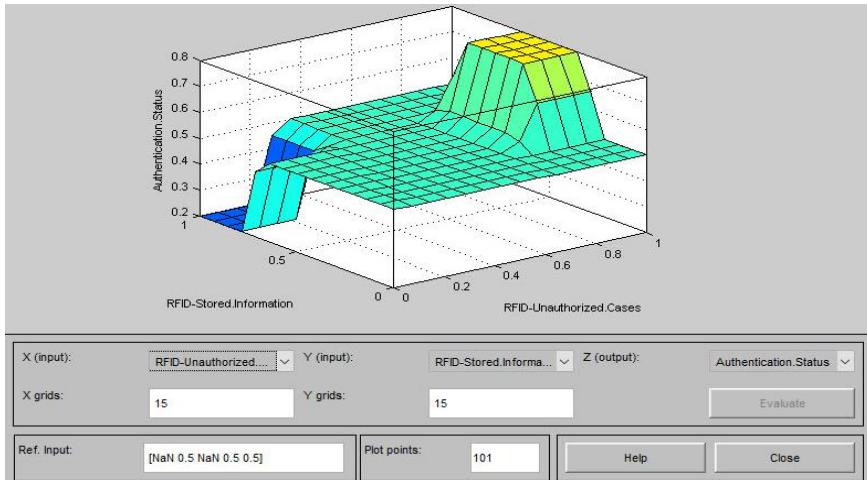 0.8
0.7
0.6
0.5
0.4
0.3
0.2
Authentication.Status
1
0.5
0
RFID-Stored.Information
0
0.2
0.4
0.6
0.8
1
RFID-Unauthorized.Cases
X (input): RFID-Unauthorized.... Y (input): RFID-Stored.Informa... Z (output): Authentication.Status
X grids: 15 Y grids: 15 Evaluate
Ref. Input: [NaN 0.5 NaN 0.5 0.5] Plot points: 101 Help Close